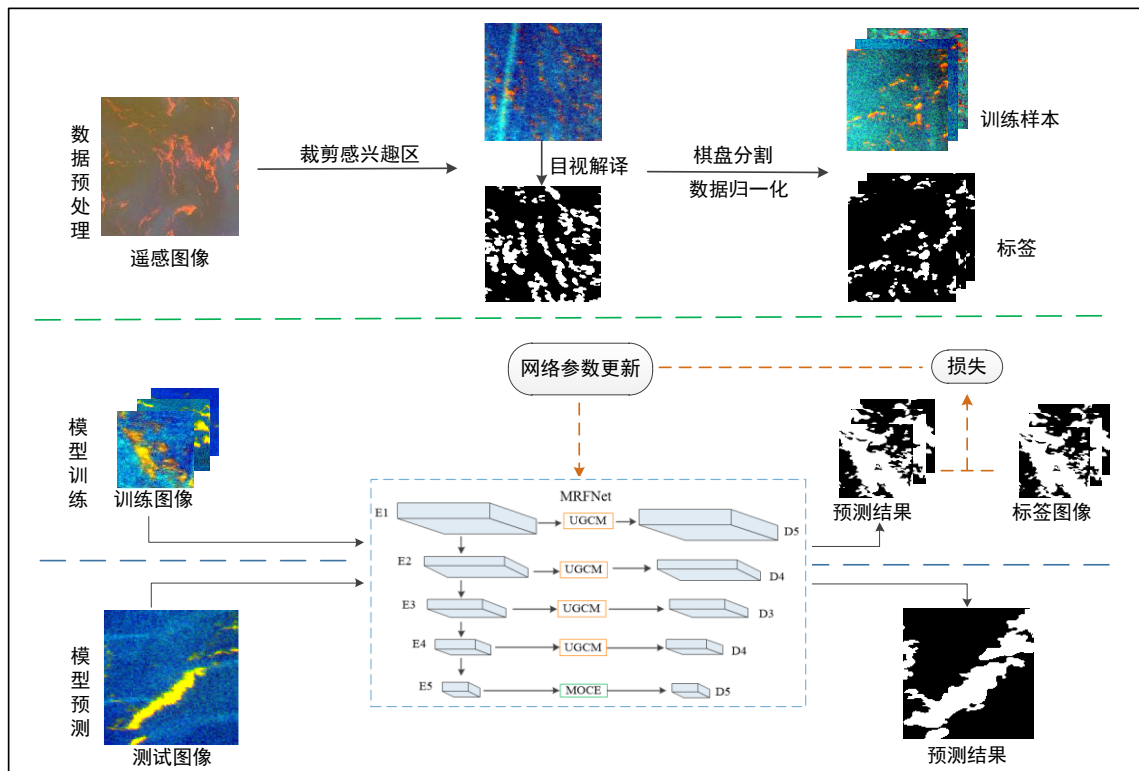 数据预处理
遥感图像
裁剪感兴趣区
目视解译
棋盘分割
数据归一化
训练样本
标签
模型训练
训练图像
网络参数更新
损失
预测结果
标签图像
MRFNet
E1
UGCM
D5
E2
UGCM
D4
E3
UGCM
D3
E4
UGCM
D4
E5
MOCE
D5
模型预测
测试图像
预测结果